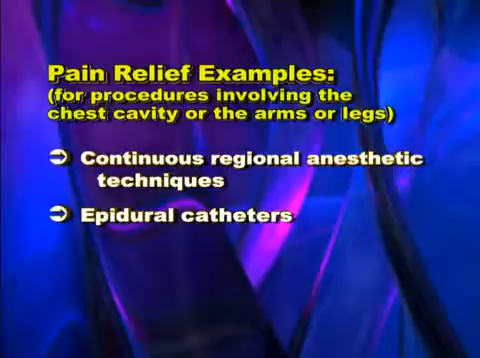 Pain Relief Examples:
(for procedures involving the
chest cavity or the arms or legs)
➲ Continuous regional anesthetic
techniques
➲ Epidural catheters